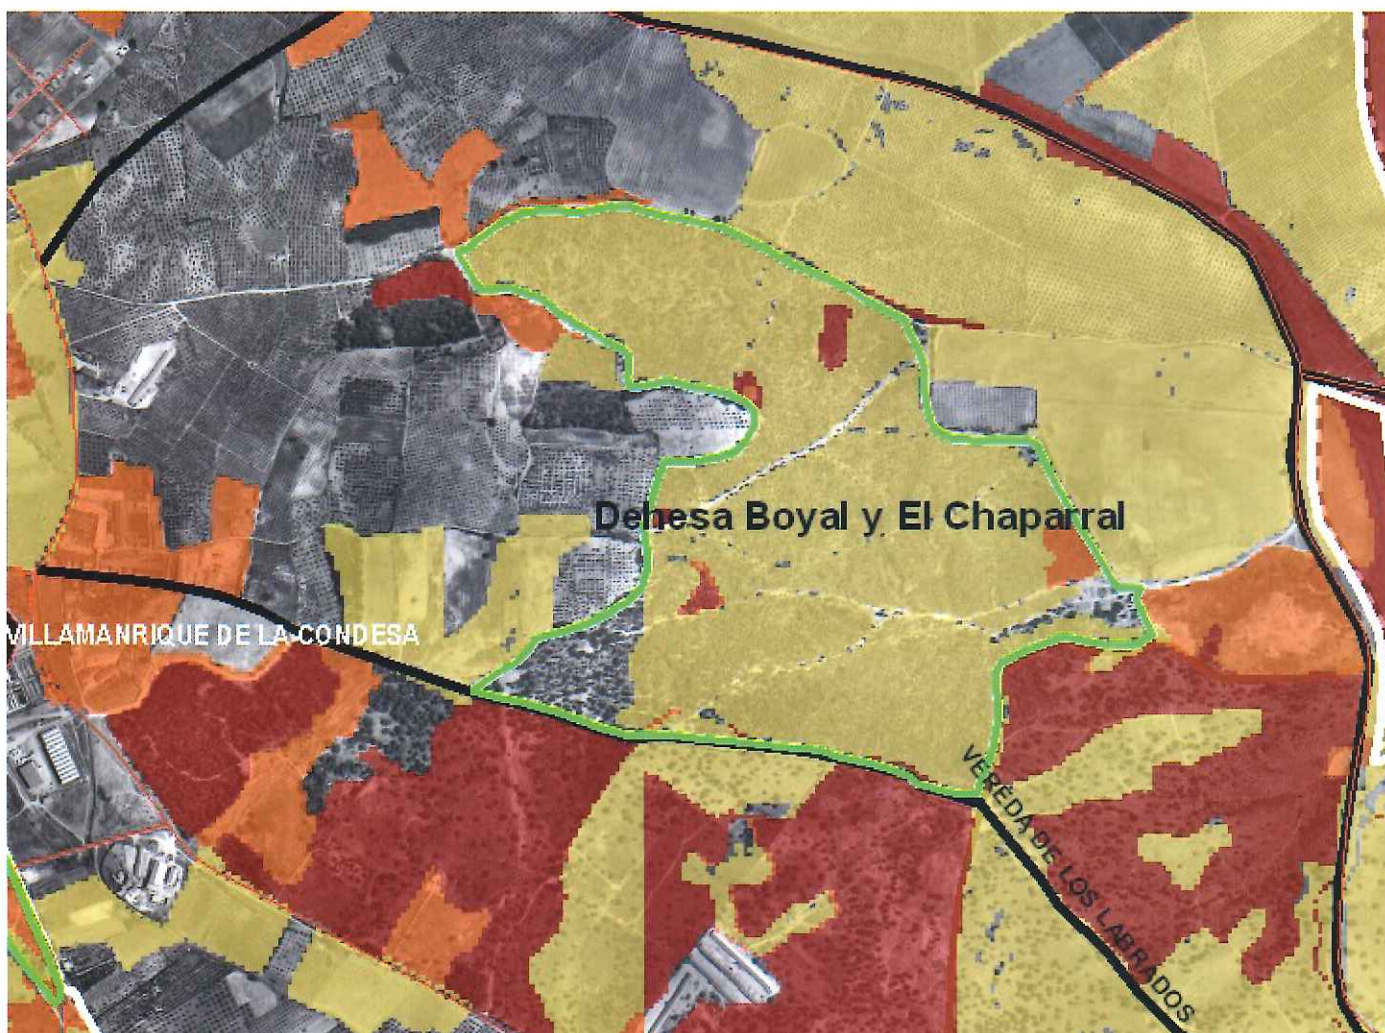 Dehesa Boyal y El Chaparral
VILLAMANRIQUE DE LA CONDESA
VEREDA DE LOS LABRADOS